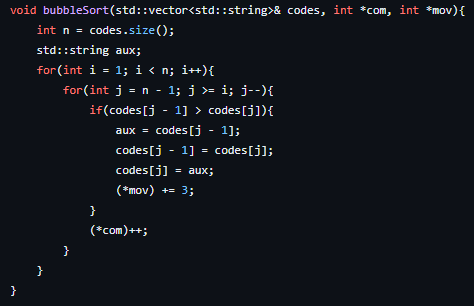 void bubbleSort(std::vector<std::string>& codes, int *com, int *mov){
    int n = codes.size();
    std::string aux;
    for(int i = 1; i < n; i++){
        for(int j = n - 1; j >= i; j--){
            if(codes[j - 1] > codes[j]){
                aux = codes[j - 1];
                codes[j - 1] = codes[j];
                codes[j] = aux;
                (*mov) += 3;
            }
            (*com)++;
        }
    }
}